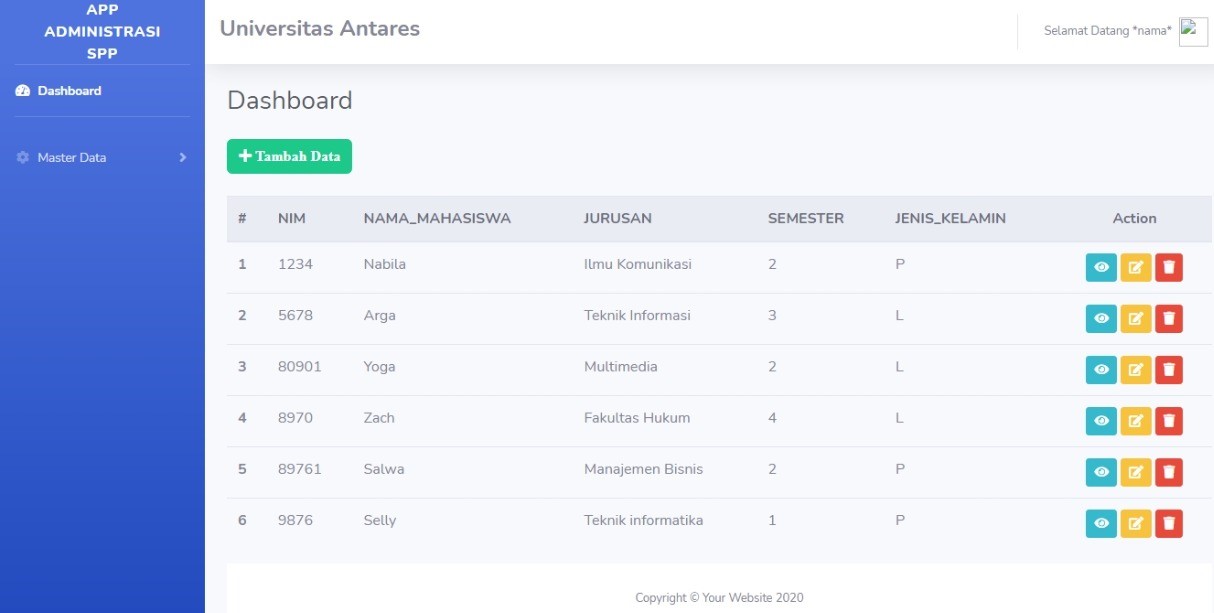 APP
ADMINISTRASI
SPP
Universitas Antares
Selamat Datang *nama*
Dashboard
Master Data
Dashboard
Tambah Data
# NIM NAMA_MAHASISWA JURUSAN SEMESTER JENIS_KELAMIN Action
1 1234 Nabila Ilmu Komunikasi 2 P
2 5678 Arga Teknik Informasi 3 L
3 80901 Yoga Multimedia 2 L
4 8970 Zach Fakultas Hukum 4 L
5 89761 Salwa Manajemen Bisnis 2 P
6 9876 Selly Teknik informatika 1 P
Copyright © Your Website 2020